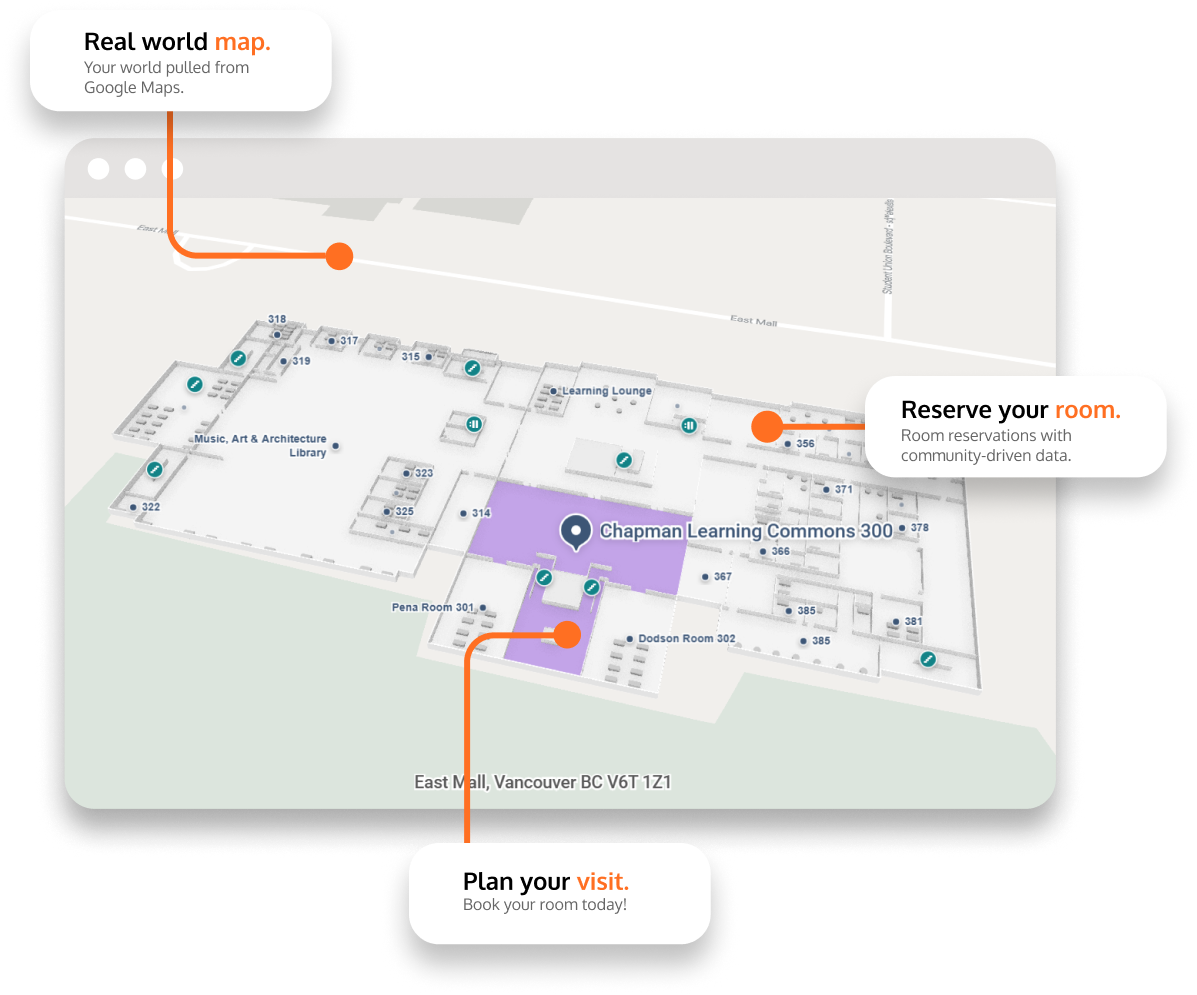 Real world map.
Your world pulled from
Google Maps.
East Mall
East Mall
318
317
319
315
Learning Lounge
Music, Art & Architecture
Library
356
323
371
322
325
314
378
Chapman Learning Commons 300
366
367
Pena Room 301
385
381
Dodson Room 302
385
East Mall, Vancouver BC V6T 1Z1
Reserve your room.
Room reservations with
community-driven data.
Plan your visit.
Book your room today!
Student Union Boulevard -